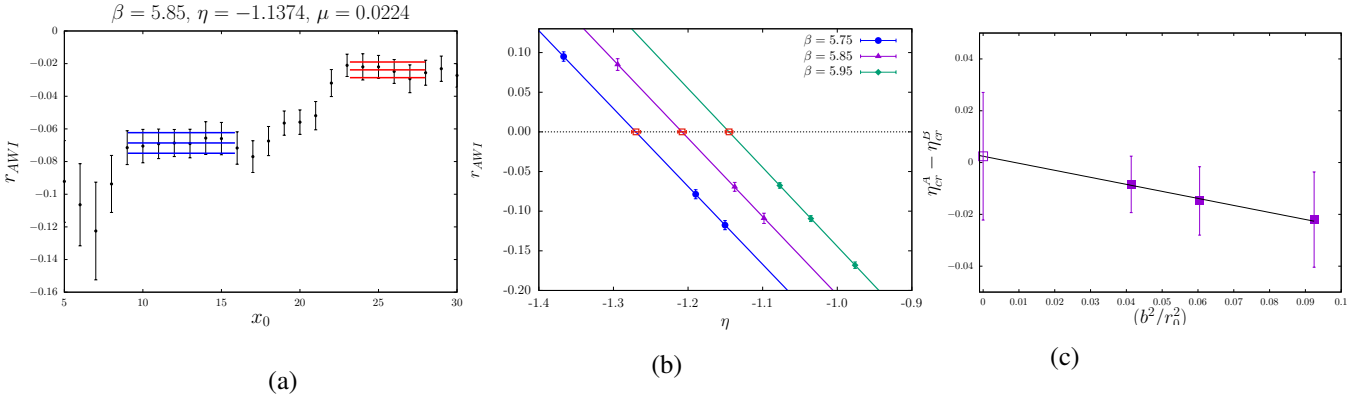 β = 5.85, η = −1.1374, μ = 0.0224
r_AWI
0
−0.02
−0.04
−0.06
−0.08
−0.1
−0.12
−0.14
−0.16
5 10 15 20 25 30
x_0
(a)
r_AWI
0.10
0.05
0.00
-0.05
-0.10
-0.15
-0.20
β = 5.75
β = 5.85
β = 5.95
-1.4 -1.3 -1.2 -1.1 -1.0 -0.9
η
(b)
η_cr^A − η_cr^B
0.04
0.02
0
−0.02
−0.04
0 0.01 0.02 0.03 0.04 0.05 0.06 0.07 0.08 0.09 0.1
(b²/r_0²)
(c)